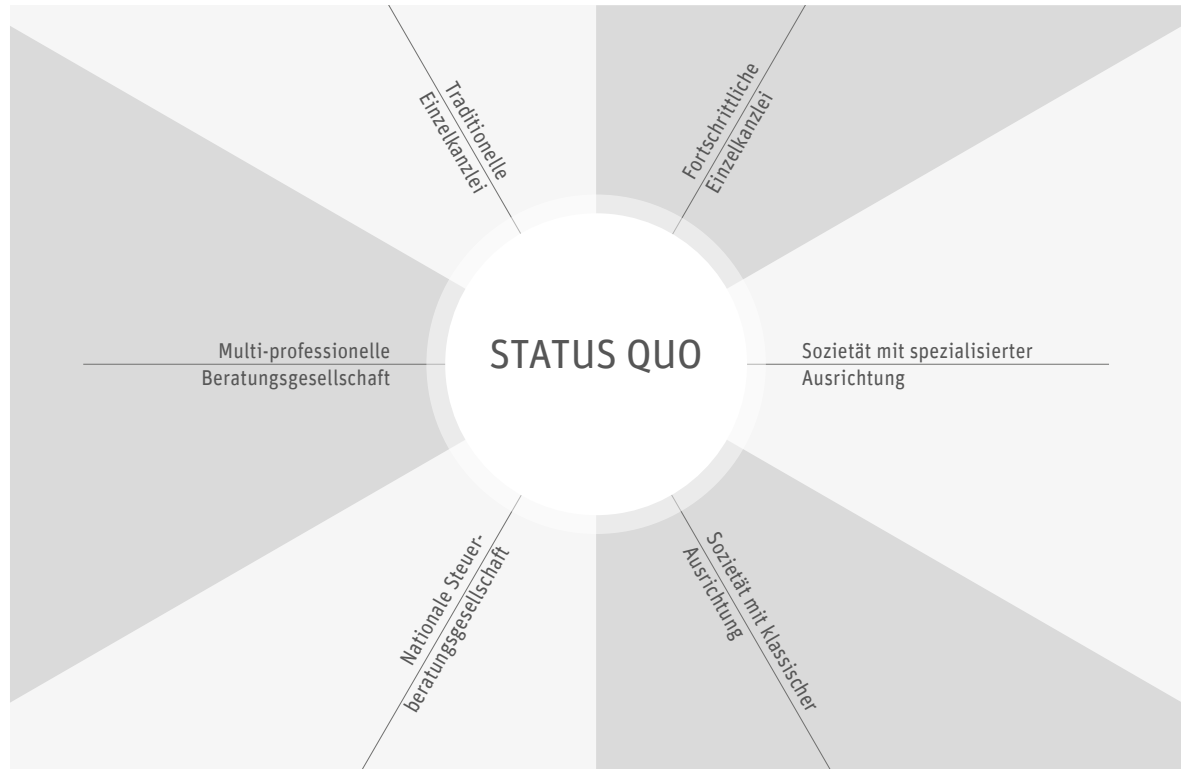 Traditionelle
Einzelkanzlei
Fortschrittliche
Einzelkanzlei
Multi-professionelle
Beratungsgesellschaft
STATUS QUO
Sozietät mit spezialisierter
Ausrichtung
Nationale Steuer-
beratungsgesellschaft
Sozietät mit klassischer
Ausrichtung